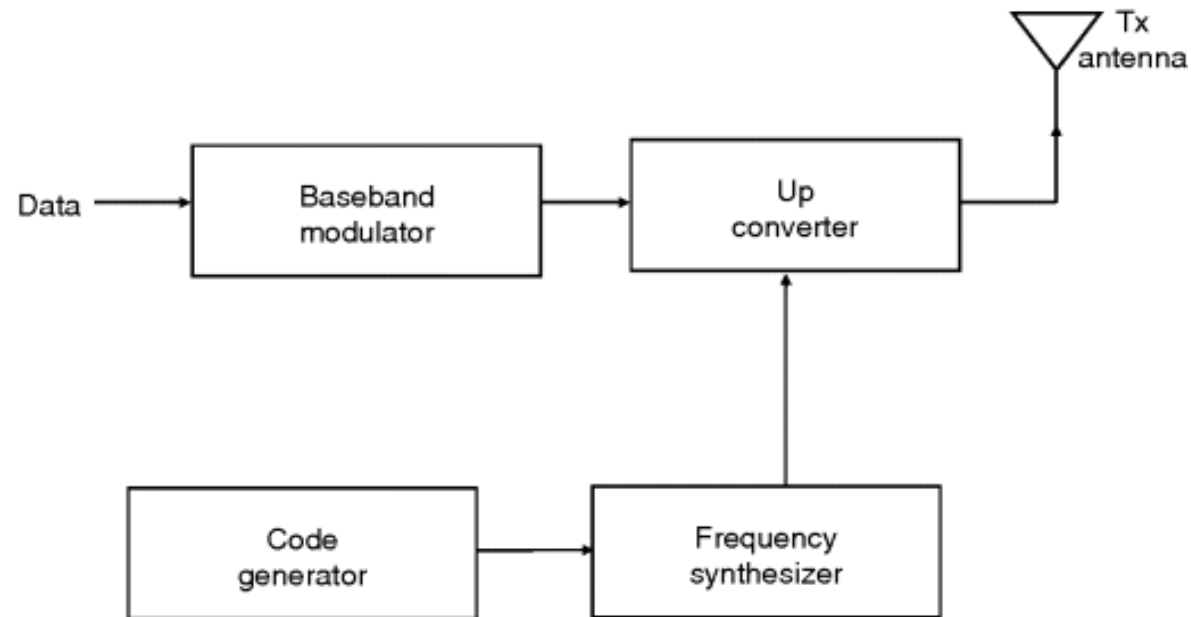 Tx
antenna
Data
Baseband
modulator
Up
converter
Code
generator
Frequency
synthesizer